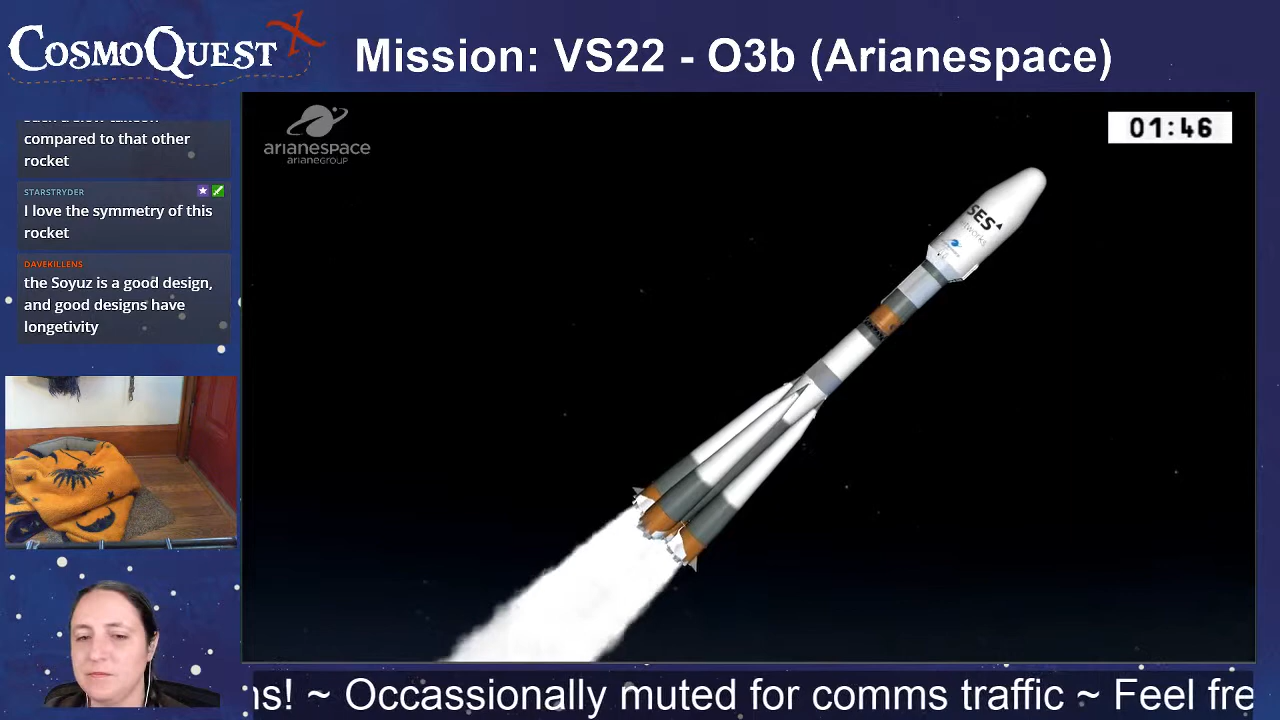 CosmoQuest X
Mission: VS22 - O3b (Arianespace)
compared to that other
rocket
STARSTRYDER
I love the symmetry of this
rocket
DAVEKILLENS
the Soyuz is a good design,
and good designs have
longetivity
arianespace
arianegroup
01:46
SES
networks
ns! ~ Occassionally muted for comms traffic ~ Feel fre